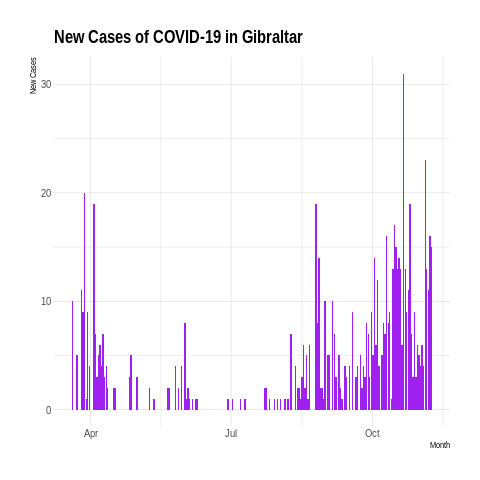 New Cases of COVID-19 in Gibraltar
New Cases
30
20
10
0
Apr
Jul
Oct
Month